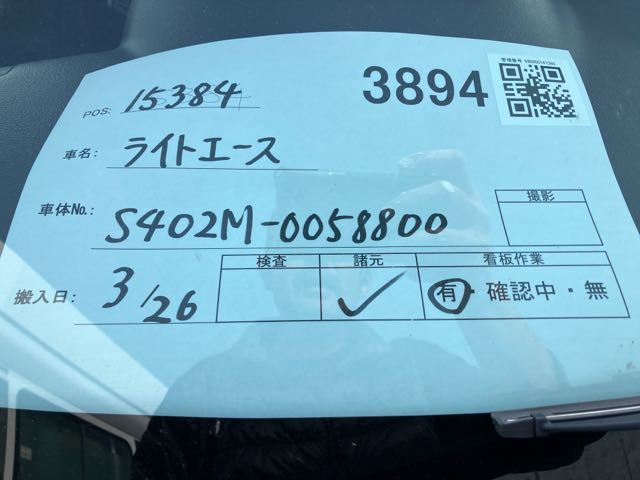 3894
POS: 15384
車名: ライトエース
車体No.: S402M-0058800
撮影
搬入日: 3/26
検査 諸元 看板作業
✓ 有・確認中・無